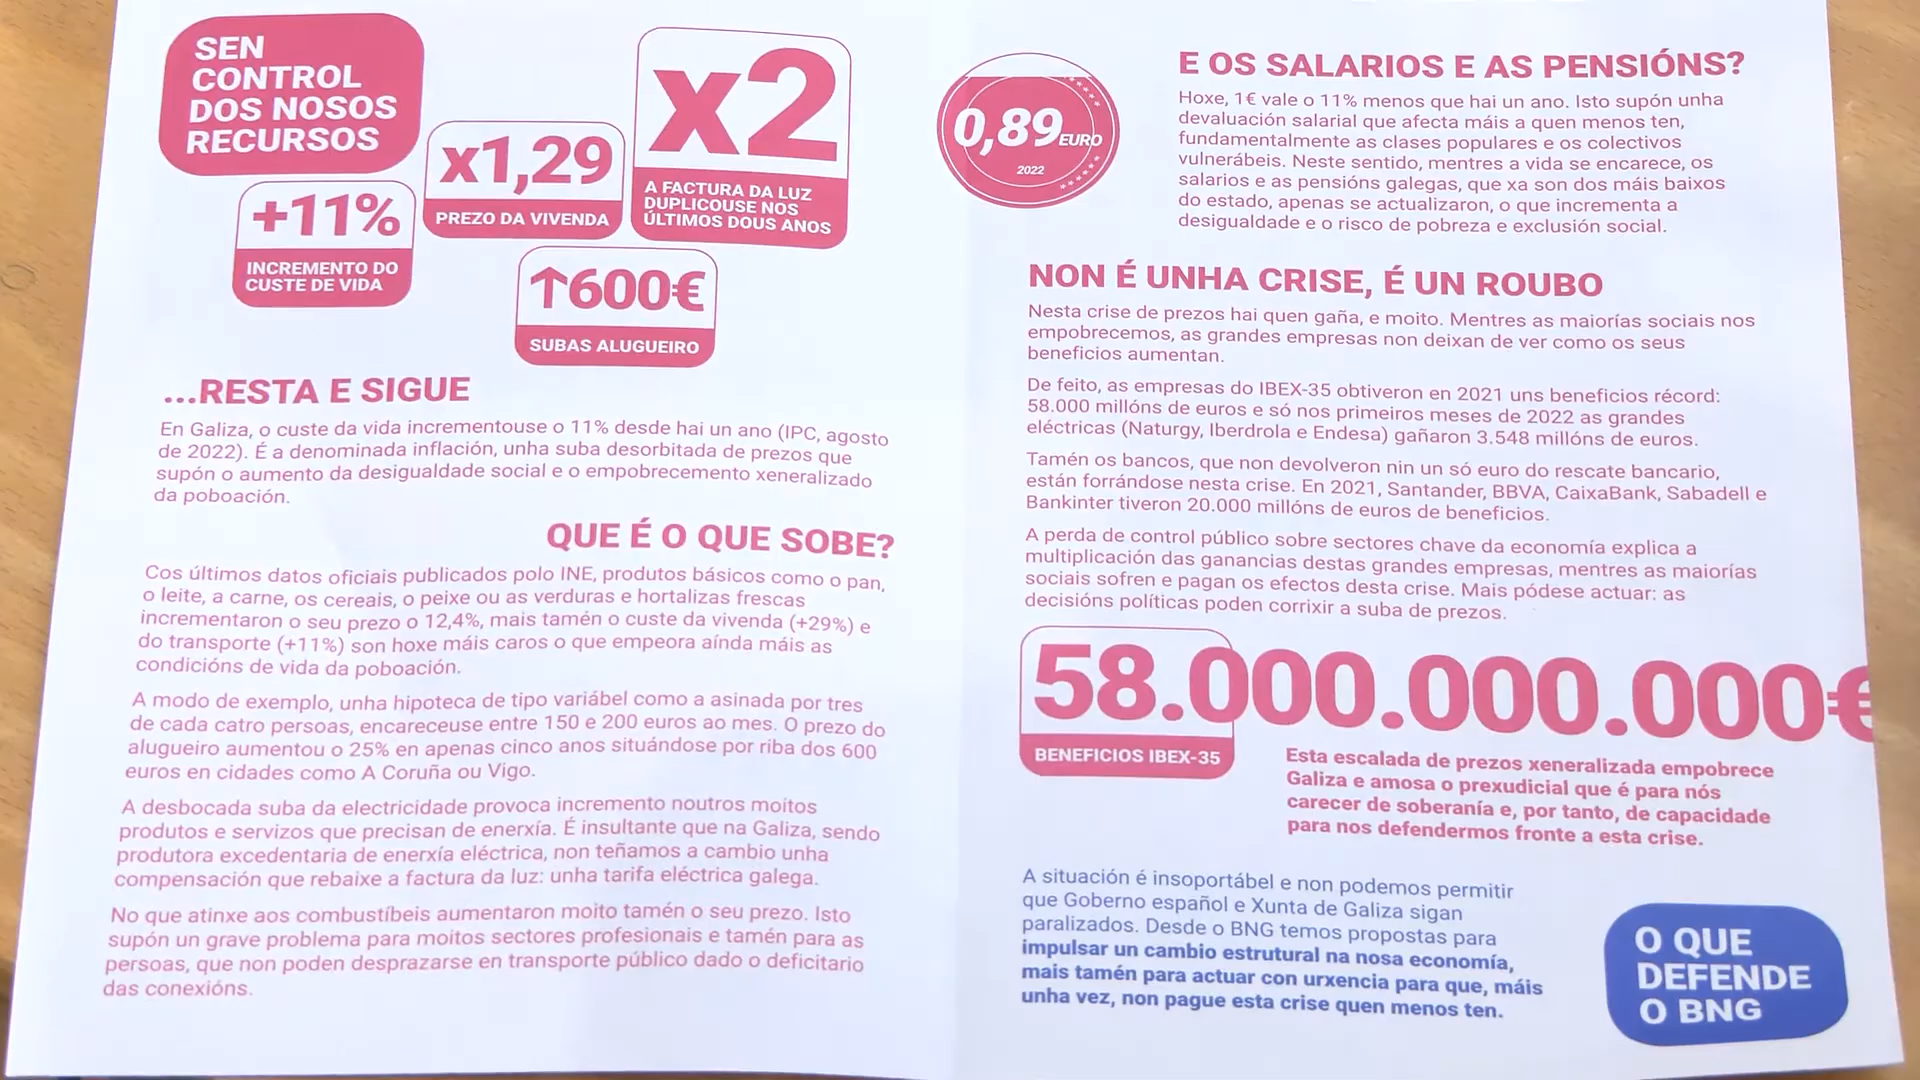 SEN
CONTROL
DOS NOSOS
RECURSOS
+11%
INCREMENTO DO
CUSTE DE VIDA
x1,29
PREZO DA VIVENDA
x2
A FACTURA DA LUZ
DUPLICOUSE NOS
ÚLTIMOS DOUS ANOS
↑600€
SUBAS ALUGUEIRO
...RESTA E SIGUE
En Galiza, o custe da vida incrementouse o 11% desde hai un ano (IPC, agosto
de 2022). É a denominada inflación, unha suba desorbitada de prezos que
supón o aumento da desigualdade social e o empobrecemento xeneralizado
da poboación.
QUE É O QUE SOBE?
Cos últimos datos oficiais publicados polo INE, produtos básicos como o pan,
o leite, a carne, os cereais, o peixe ou as verduras e hortalizas frescas
incrementaron o seu prezo o 12,4%, mais tamén o custe da vivenda (+29%) e
do transporte (+11%) son hoxe máis caros o que empeora aínda máis as
condicións de vida da poboación.
A modo de exemplo, unha hipoteca de tipo variábel como a asinada por tres
de cada catro persoas, encareceuse entre 150 e 200 euros ao mes. O prezo do
alugueiro aumentou o 25% en apenas cinco anos situándose por riba dos 600
euros en cidades como A Coruña ou Vigo.
A desbocada suba da electricidade provoca incremento noutros moitos
produtos e servizos que precisan de enerxía. É insultante que na Galiza, sendo
produtora excedentaria de enerxía eléctrica, non teñamos a cambio unha
compensación que rebaixe a factura da luz: unha tarifa eléctrica galega.
No que atinxe aos combustíbeis aumentaron moito tamén o seu prezo. Isto
supón un grave problema para moitos sectores profesionais e tamén para as
persoas, que non poden desprazarse en transporte público dado o deficitario
das conexións.
0,89 EURO
2022
E OS SALARIOS E AS PENSIÓNS?
Hoxe, 1€ vale o 11% menos que hai un ano. Isto supón unha
devaluación salarial que afecta máis a quen menos ten,
fundamentalmente as clases populares e os colectivos
vulnerábeis. Neste sentido, mentres a vida se encarece, os
salarios e as pensións galegas, que xa son dos máis baixos
do estado, apenas se actualizaron, o que incrementa a
desigualdade e o risco de pobreza e exclusión social.
NON É UNHA CRISE, É UN ROUBO
Nesta crise de prezos hai quen gaña, e moito. Mentres as maiorías sociais nos
empobrecemos, as grandes empresas non deixan de ver como os seus
beneficios aumentan.
De feito, as empresas do IBEX-35 obtiveron en 2021 uns beneficios récord:
58.000 millóns de euros e só nos primeiros meses de 2022 as grandes
eléctricas (Naturgy, Iberdrola e Endesa) gañaron 3.548 millóns de euros.
Tamén os bancos, que non devolveron nin un só euro do rescate bancario,
están forrándose nesta crise. En 2021, Santander, BBVA, CaixaBank, Sabadell e
Bankinter tiveron 20.000 millóns de euros de beneficios.
A perda de control público sobre sectores chave da economía explica a
multiplicación das ganancias destas grandes empresas, mentres as maiorías
sociais sofren e pagan os efectos desta crise. Mais pódese actuar: as
decisións políticas poden corrixir a suba de prezos.
58.000.000.000€
BENEFICIOS IBEX-35
Esta escalada de prezos xeneralizada empobrece
Galiza e amosa o prexudicial que é para nós
carecer de soberanía e, por tanto, de capacidade
para nos defendermos fronte a esta crise.
A situación é insoportábel e non podemos permitir
que Goberno español e Xunta de Galiza sigan
paralizados. Desde o BNG temos propostas para
impulsar un cambio estrutural na nosa economía,
mais tamén para actuar con urxencia para que, máis
unha vez, non pague esta crise quen menos ten.
O QUE
DEFENDE
O BNG